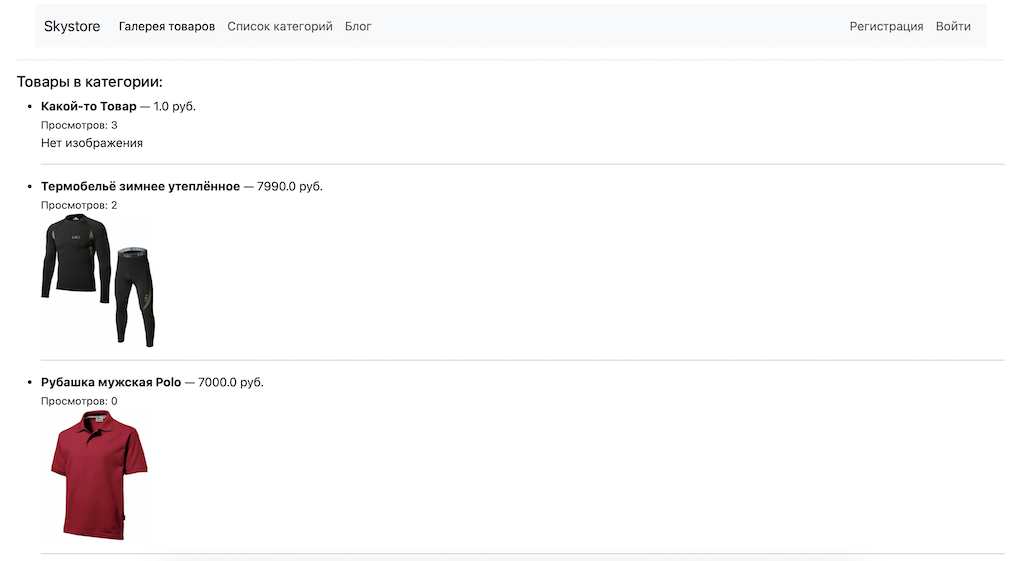 Skystore Галерея товаров Список категорий Блог Регистрация Войти
Товары в категории:
Какой-то Товар — 1.0 руб.
Просмотров: 3
Нет изображения
Термобельё зимнее утеплённое — 7990.0 руб.
Просмотров: 2
Рубашка мужская Polo — 7000.0 руб.
Просмотров: 0